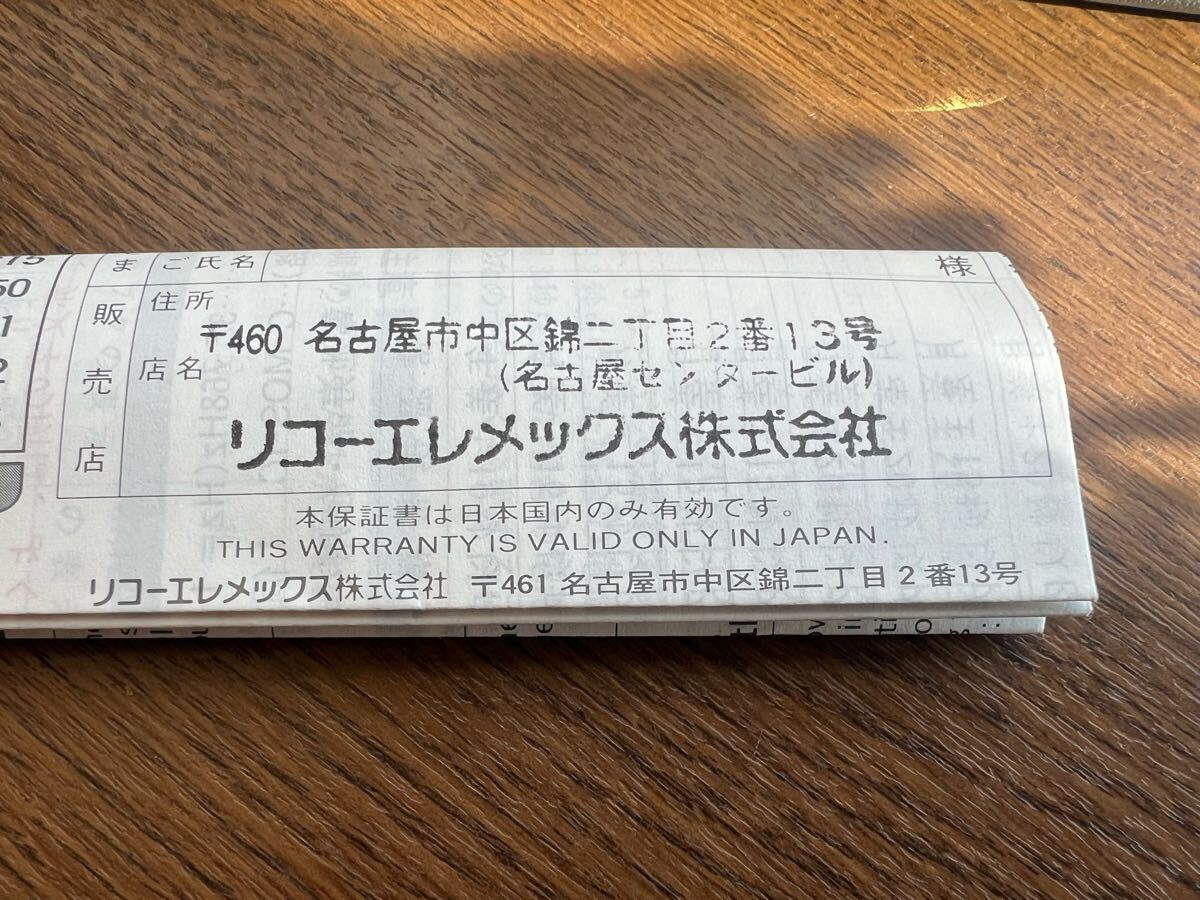 ま ご氏名 様
販売店
住所
〒460 名古屋市中区錦二丁目2番13号
店名
(名古屋センタービル)
リコーエレメックス株式会社
本保証書は日本国内のみ有効です。
THIS WARRANTY IS VALID ONLY IN JAPAN.
リコーエレメックス株式会社 〒461 名古屋市中区錦二丁目2番13号